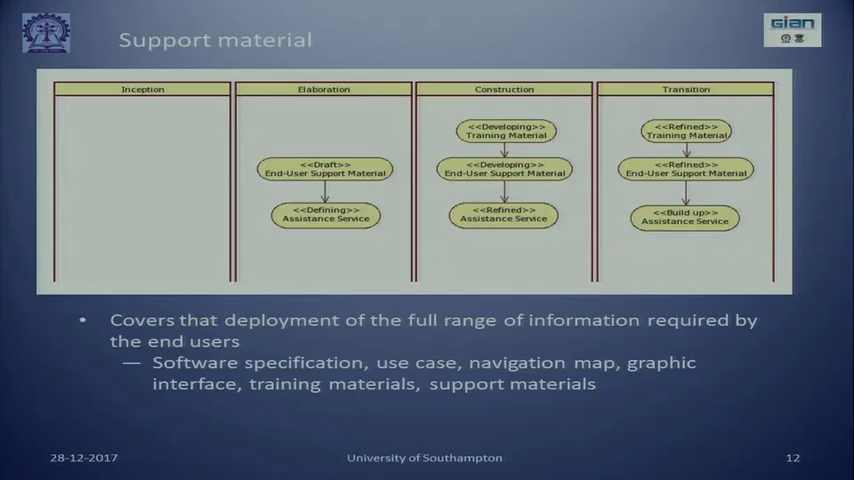 Support material
GIAN
Inception
Elaboration
Construction
Transition
<<Draft>>
End-User Support Material
<<Defining>>
Assistance Service
<<Developing>>
Training Material
<<Developing>>
End-User Support Material
<<Refined>>
Assistance Service
<<Refined>>
Training Material
<<Refined>>
End-User Support Material
<<Build up>>
Assistance Service
• Covers that deployment of the full range of information required by
the end users
— Software specification, use case, navigation map, graphic
interface, training materials, support materials
28-12-2017
University of Southampton
12